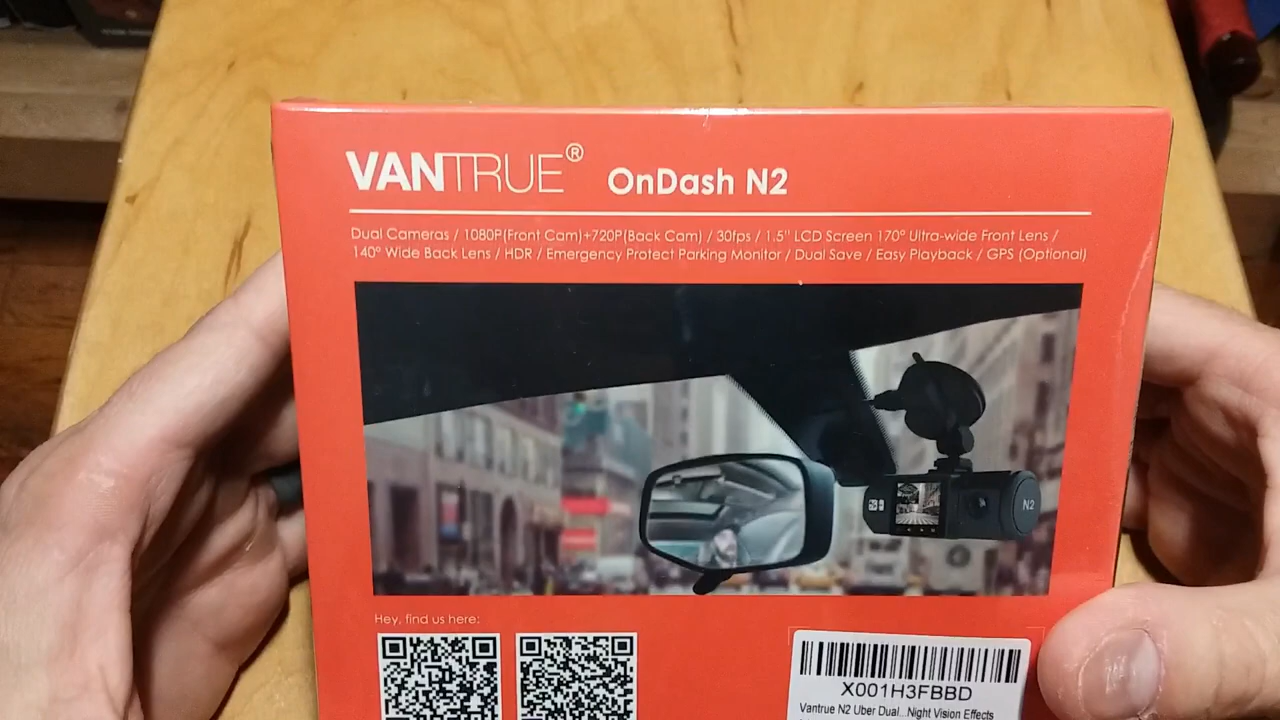 VANTRUE® OnDash N2
Dual Cameras / 1080P(Front Cam)+720P(Back Cam) / 30fps / 1.5" LCD Screen 170° Ultra-wide Front Lens /
140° Wide Back Lens / HDR / Emergency Protect Parking Monitor / Dual Save / Easy Playback / GPS (Optional)
N2
Hey, find us here:
X001H3FBBD
Vantrue N2 Uber Dual...Night Vision Effects